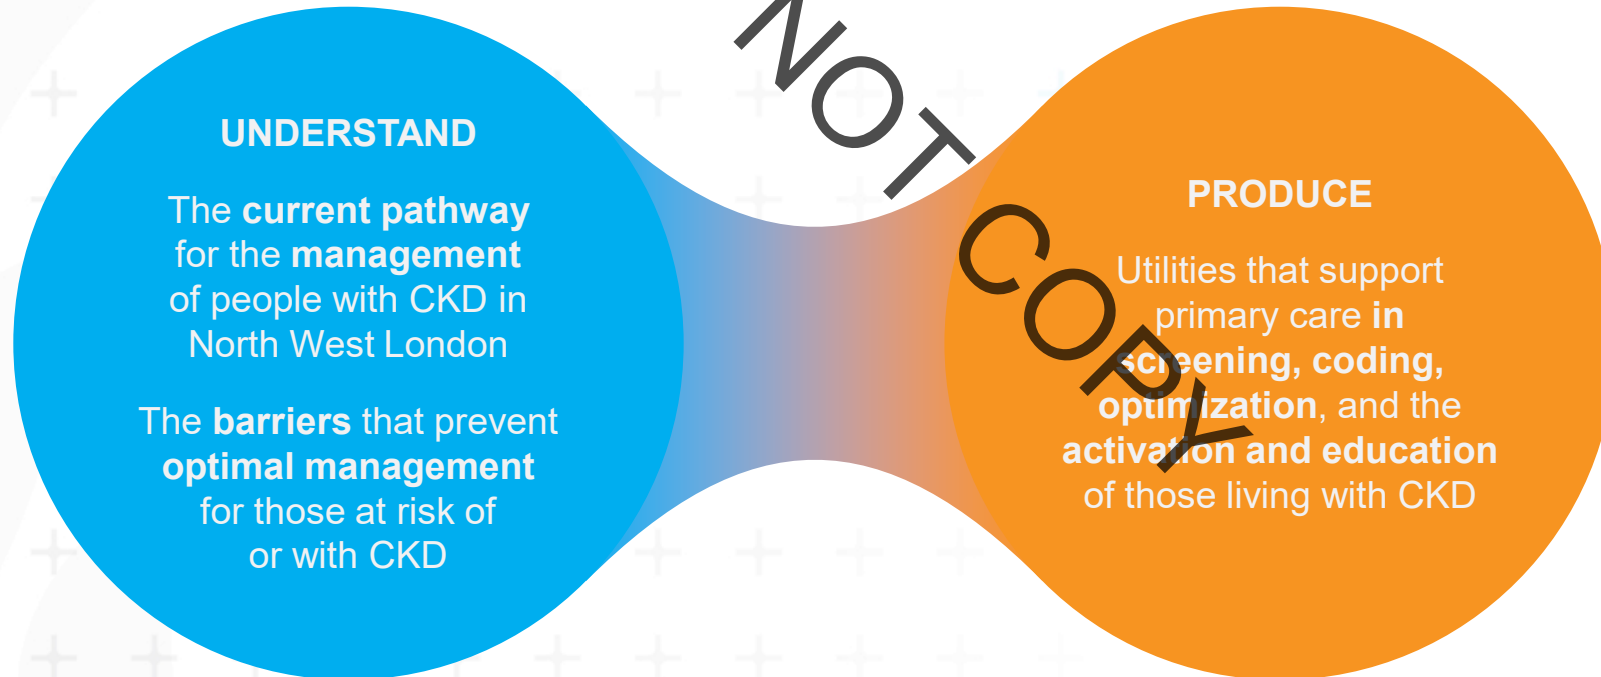 UNDERSTAND
The current pathway
for the management
of people with CKD in
North West London
The barriers that prevent
optimal management
for those at risk of
or with CKD
PRODUCE
Utilities that support
primary care in
screening, coding,
optimization, and the
activation and education
of those living with CKD
NOT COPY